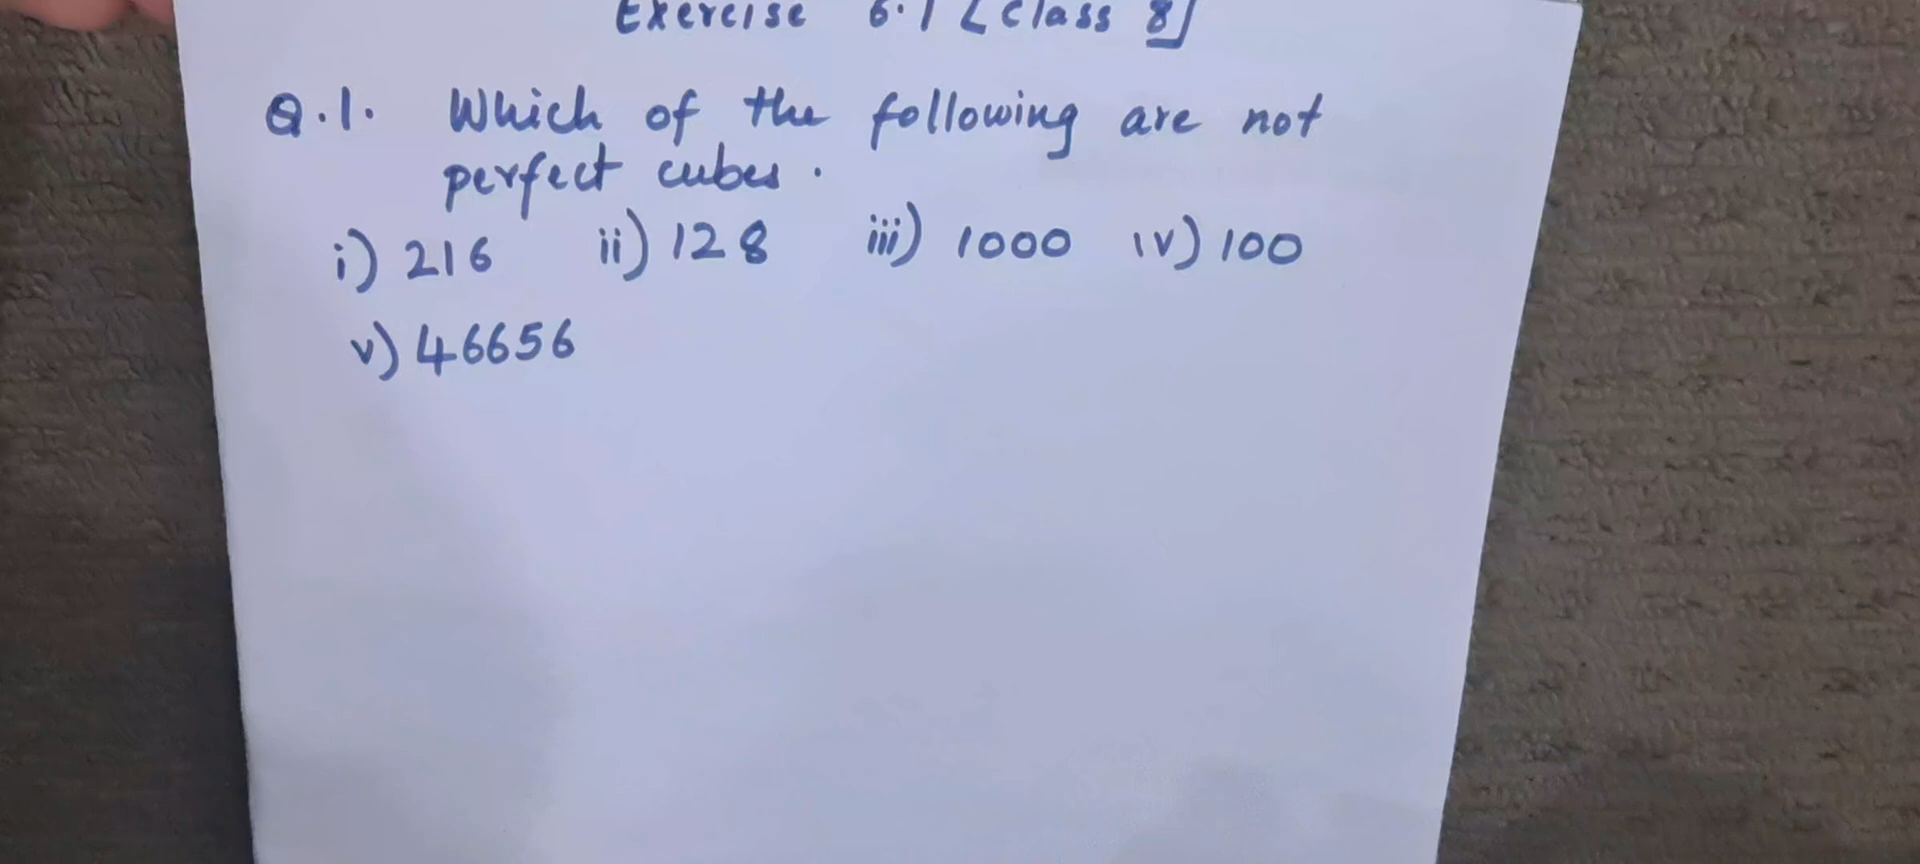 Exercise 6.1 [Class 8]
Q.1. Which of the following are not
perfect cubes.
i) 216 ii) 128 iii) 1000 iv) 100
v) 46656